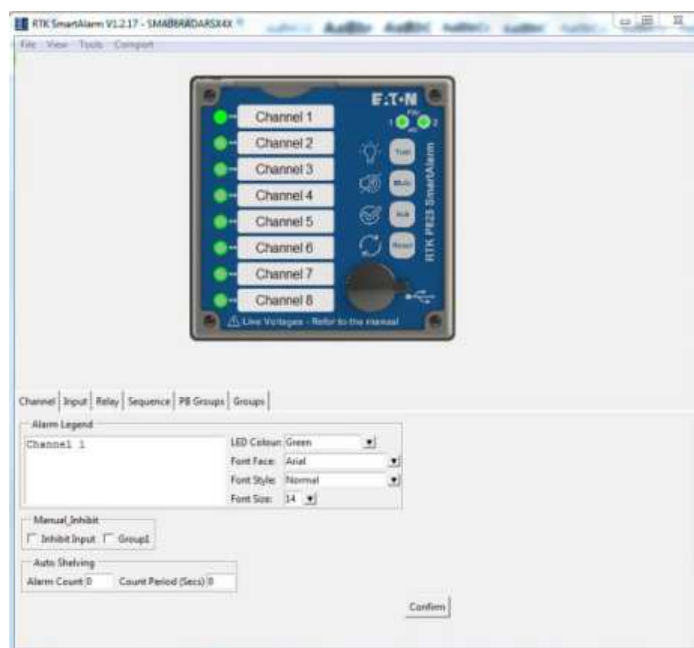 RTK SmartAlarm V1.2.17 - SMAB8RADARSX4X
File View Tools Comport
Channel 1
Channel 2
Channel 3
Channel 4
Channel 5
Channel 6
Channel 7
Channel 8
EATON
1 2
Test
Mute
Ack
Reset
RTK P825 SmartAlarm
Live Voltages - Refer to the manual
Channel Input Relay Sequence PB Groups Groups
Alarm Legend
Channel 1
LED Colour: Green
Font Face: Arial
Font Style: Normal
Font Size: 14
Manual_Inhibit
Inhibit Input Group1
Auto Shelving
Alarm Count 0 Count Period (Secs) 0
Confirm